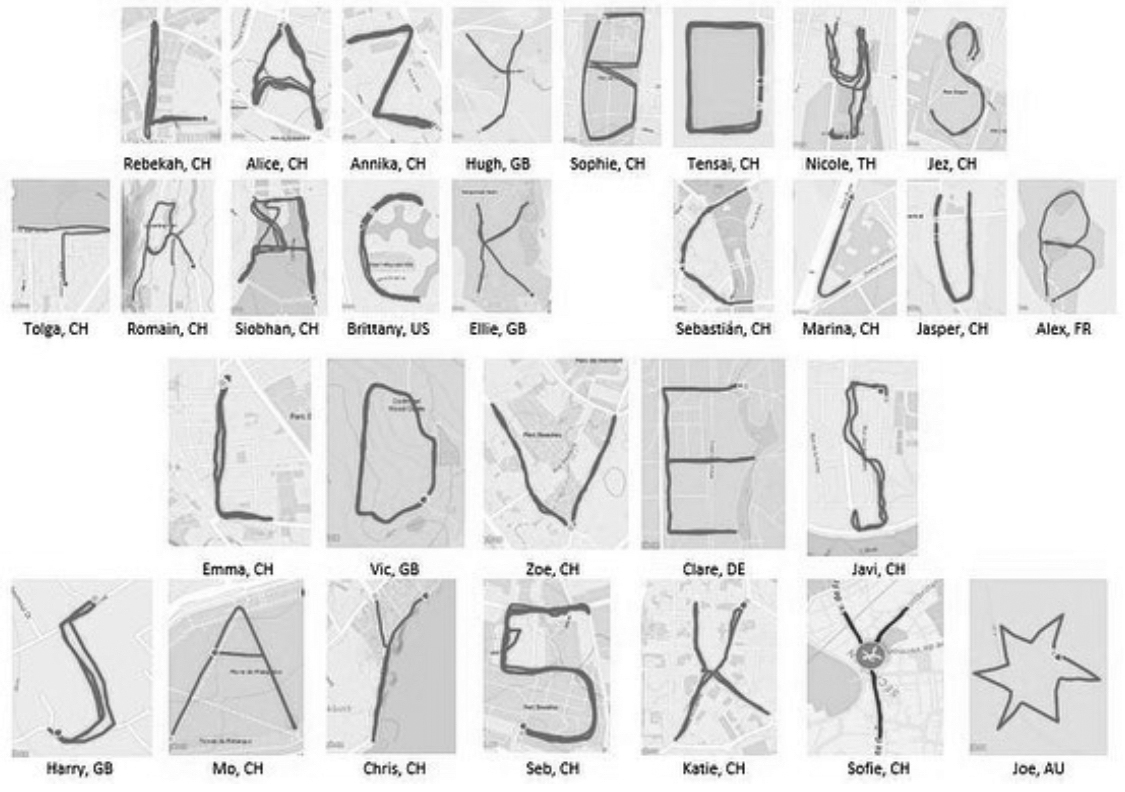 Rebekah, CH Alice, CH Annika, CH Hugh, GB Sophie, CH Tensai, CH Nicole, TH Jez, CH
Tolga, CH Romain, CH Siobhan, CH Brittany, US Ellie, GB Sebastián, CH Marina, CH Jasper, CH Alex, FR
Emma, CH Vic, GB Zoe, CH Clare, DE Javi, CH
Harry, GB Mo, CH Chris, CH Seb, CH Katie, CH Sofie, CH Joe, AU